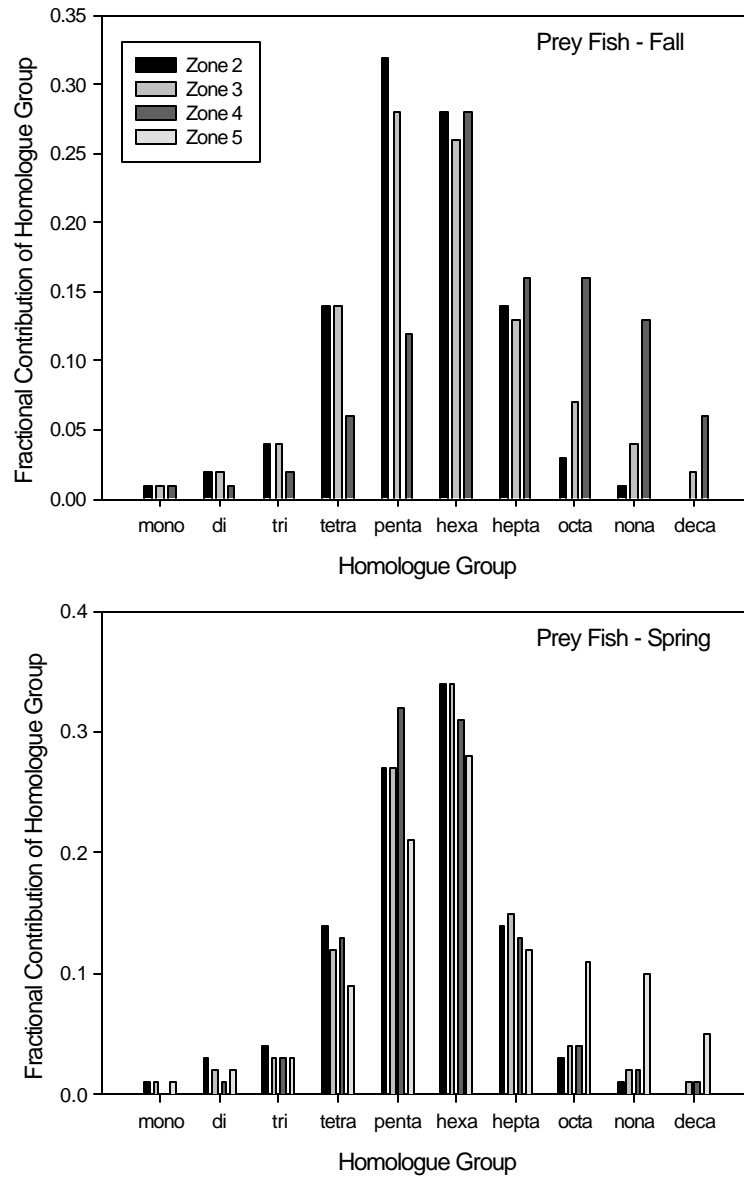 Prey Fish - Fall
Zone 2
Zone 3
Zone 4
Zone 5
Fractional Contribution of Homologue Group
0.35
0.30
0.25
0.20
0.15
0.10
0.05
0.00
mono di tri tetra penta hexa hepta octa nona deca
Homologue Group
Prey Fish - Spring
Fractional Contribution of Homologue Group
0.4
0.3
0.2
0.1
0.0
mono di tri tetra penta hexa hepta octa nona deca
Homologue Group